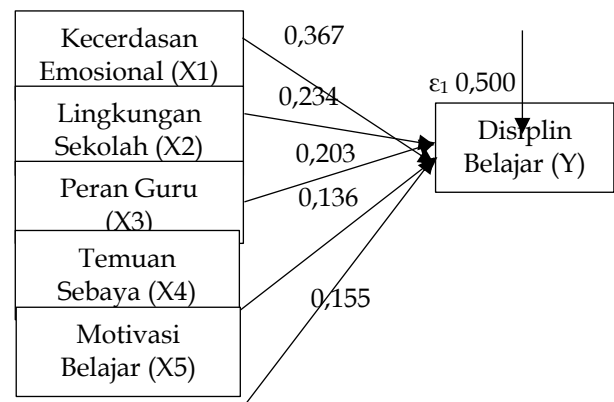 Kecerdasan
Emosional (X1)
Lingkungan
Sekolah (X2)
Peran Guru
(X3)
Temuan
Sebaya (X4)
Motivasi
Belajar (X5)
0,367
0,234
0,203
0,136
0,155
ε₁ 0,500
Disiplin
Belajar (Y)